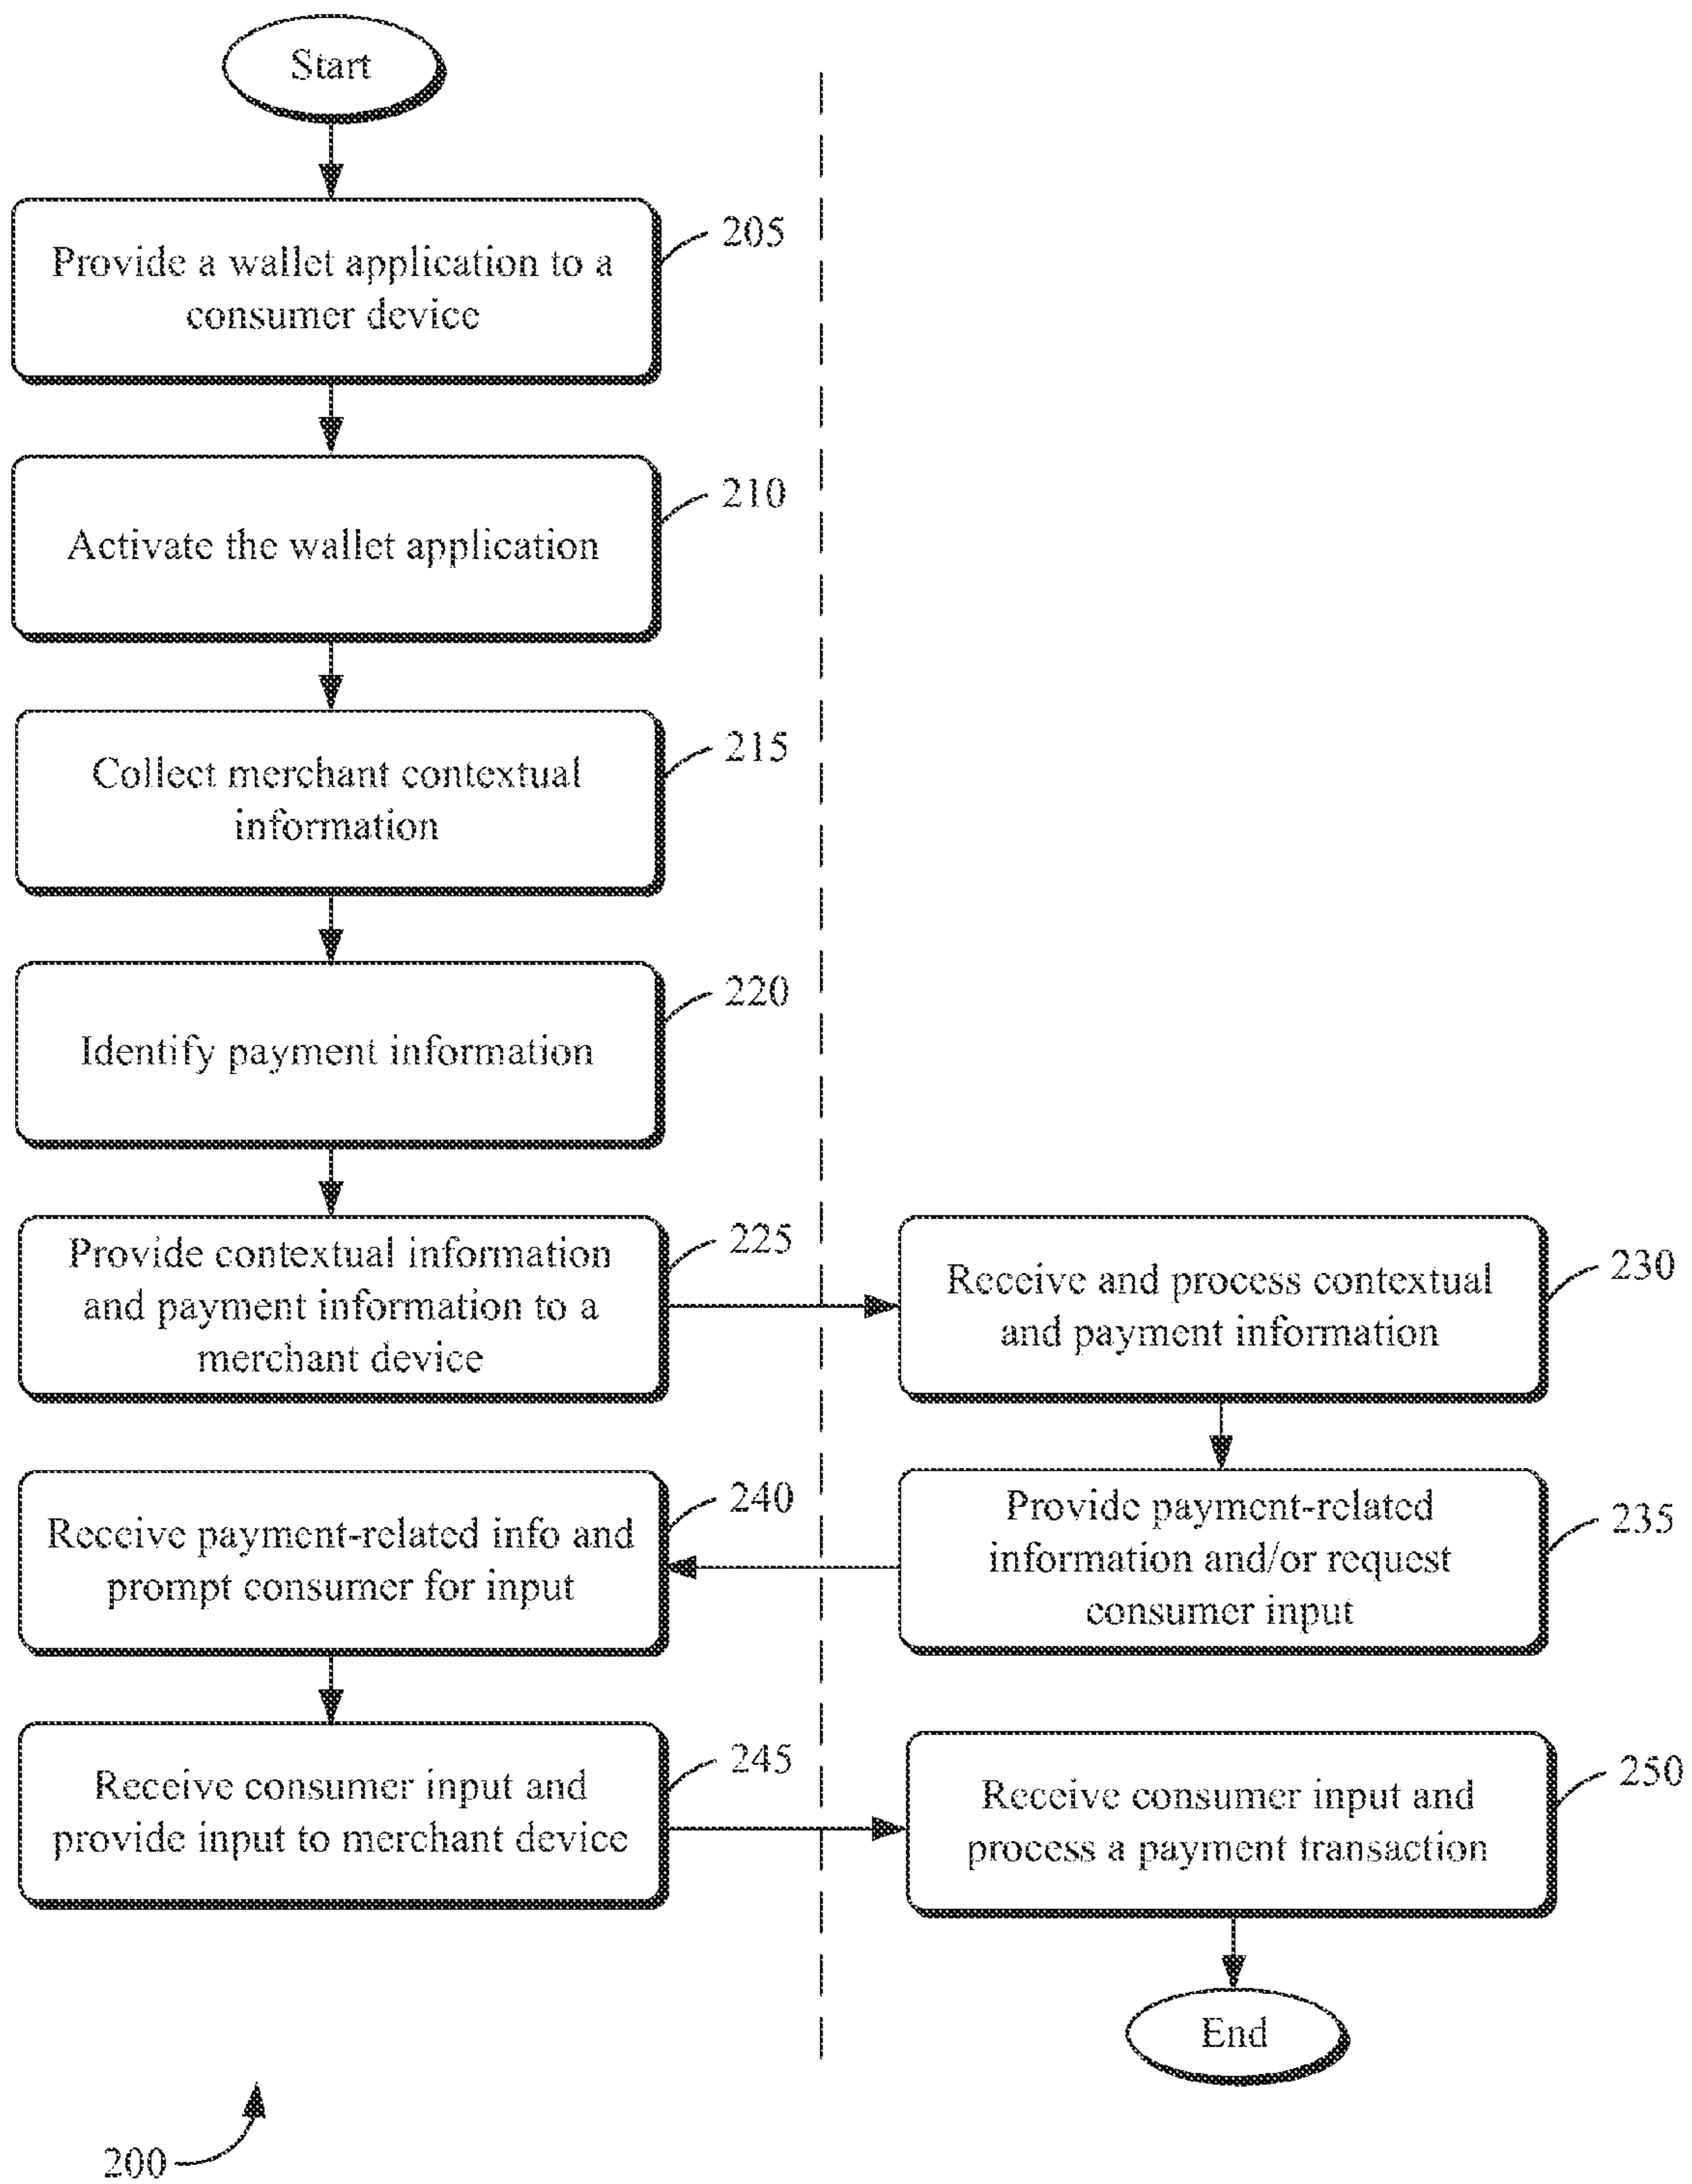 Start
Provide a wallet application to a
consumer device
205
Activate the wallet application
210
Collect merchant contextual
information
215
Identify payment information
220
Provide contextual information
and payment information to a
merchant device
225
Receive and process contextual
and payment information
230
Provide payment-related
information and/or request
consumer input
235
Receive payment-related info and
prompt consumer for input
240
Receive consumer input and
provide input to merchant device
245
Receive consumer input and
process a payment transaction
250
End
200